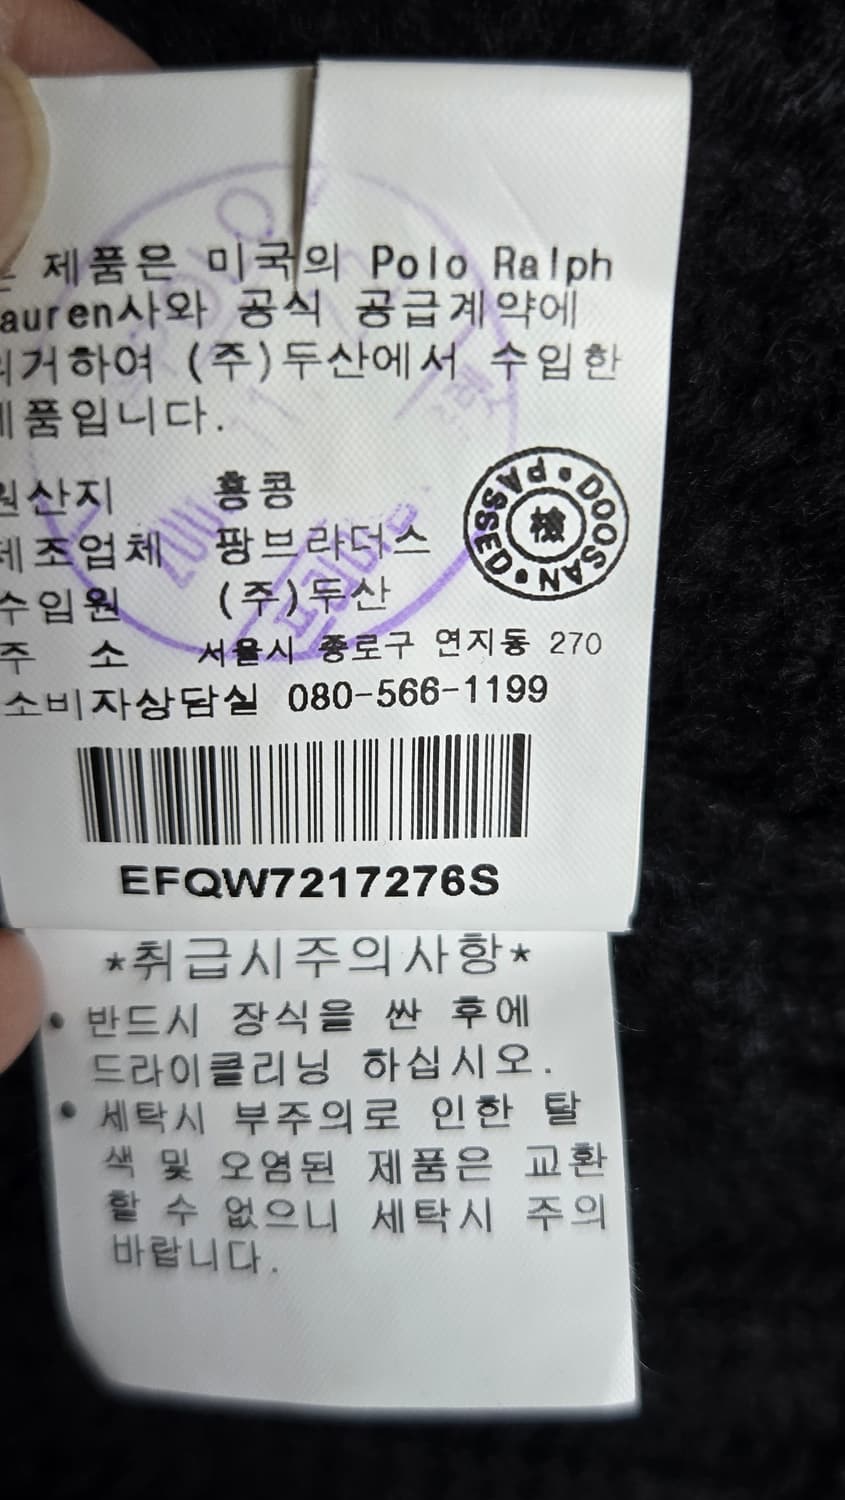 제품은 미국의 Polo Ralph
auren사와 공식 공급계약에
거하여 (주)두산에서 수입한
품입니다.
원산지 홍콩
제조업체 팡브라더스
수입원 (주)두산
주 소 서울시 종로구 연지동 270
소비자상담실 080-566-1199
DOOSAN • PASSED •
檢
POLO
EFQW7217276S
*취급시주의사항*
• 반드시 장식을 싼 후에
드라이클리닝 하십시오.
• 세탁시 부주의로 인한 탈
색 및 오염된 제품은 교환
할 수 없으니 세탁시 주의
바랍니다.